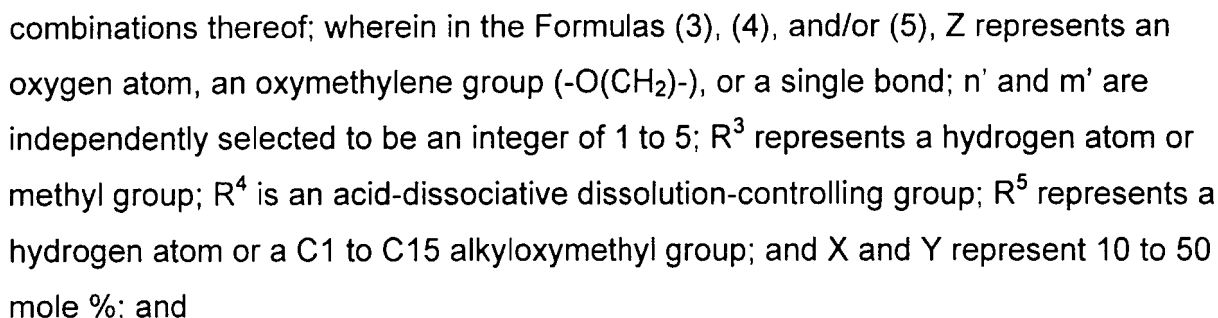 combinations thereof; wherein in the Formulas (3), (4), and/or (5), Z represents an
oxygen atom, an oxymethylene group (-O(CH₂)-), or a single bond; n' and m' are
independently selected to be an integer of 1 to 5; R³ represents a hydrogen atom or
methyl group; R⁴ is an acid-dissociative dissolution-controlling group; R⁵ represents a
hydrogen atom or a C1 to C15 alkyloxymethyl group; and X and Y represent 10 to 50
mole %; and